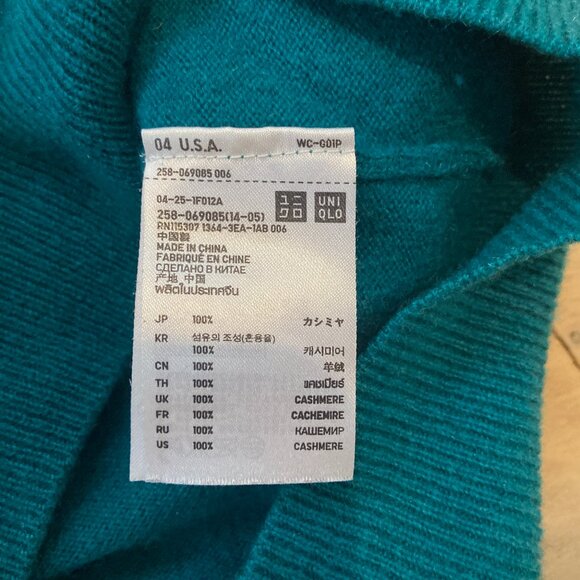 04 U.S.A. WC-G01P
258-069085 006
04-25-1F012A
ユニクロ UNIQLO
258-069085(14-05)
RN115307 1364-3EA-1AB 006
中国製
MADE IN CHINA
FABRIQUÉ EN CHINE
СДЕЛАНО В КИТАЕ
产地 中国
ผลิตในประเทศจีน
JP 100% カシミヤ
KR 섬유의 조성(혼용율)
100% 캐시미어
CN 100% 羊绒
TH 100% แคชเมียร์
UK 100% CASHMERE
FR 100% CACHEMIRE
RU 100% КАШЕМИР
US 100% CASHMERE